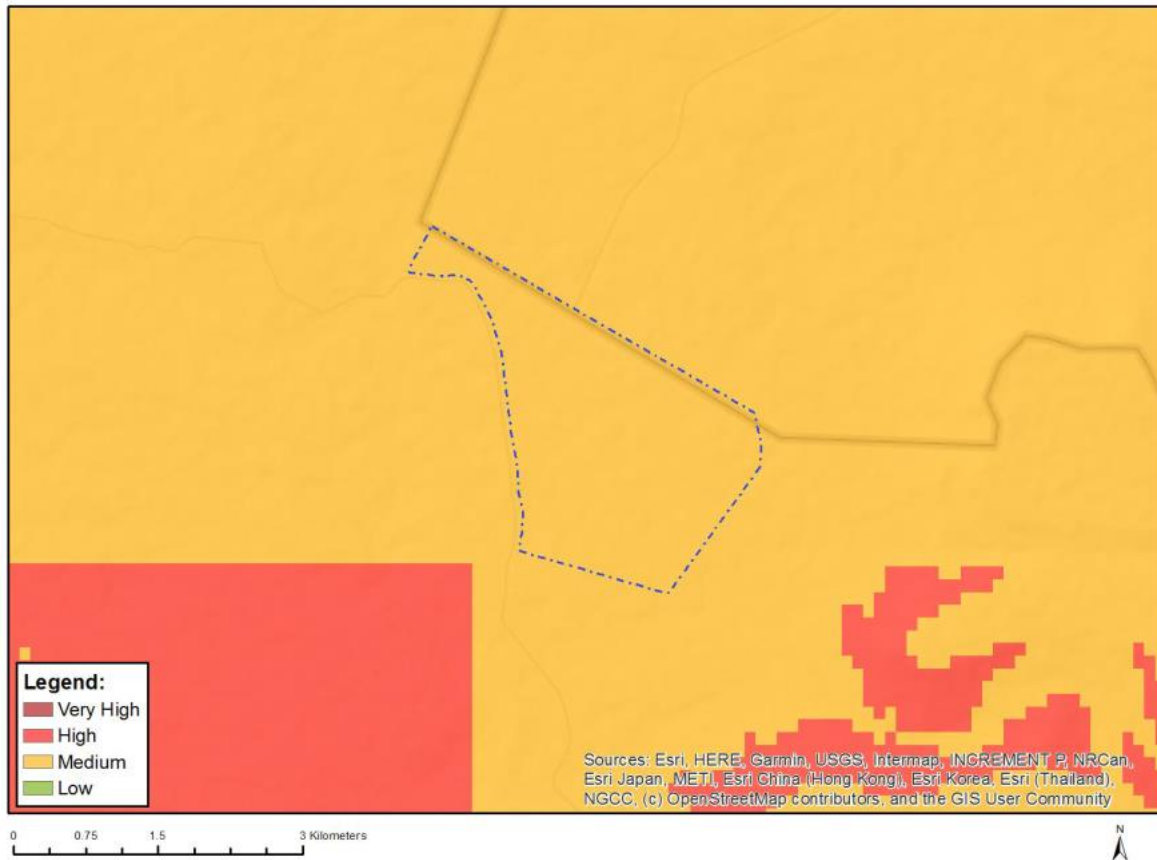 Legend:
Very High
High
Medium
Low
Sources: Esri, HERE, Garmin, USGS, Intermap, INCREMENT P, NRCan,
Esri Japan, METI, Esri China (Hong Kong), Esri Korea, Esri (Thailand),
NGCC, (c) OpenStreetMap contributors, and the GIS User Community
0 0.75 1.5 3 Kilometers
N